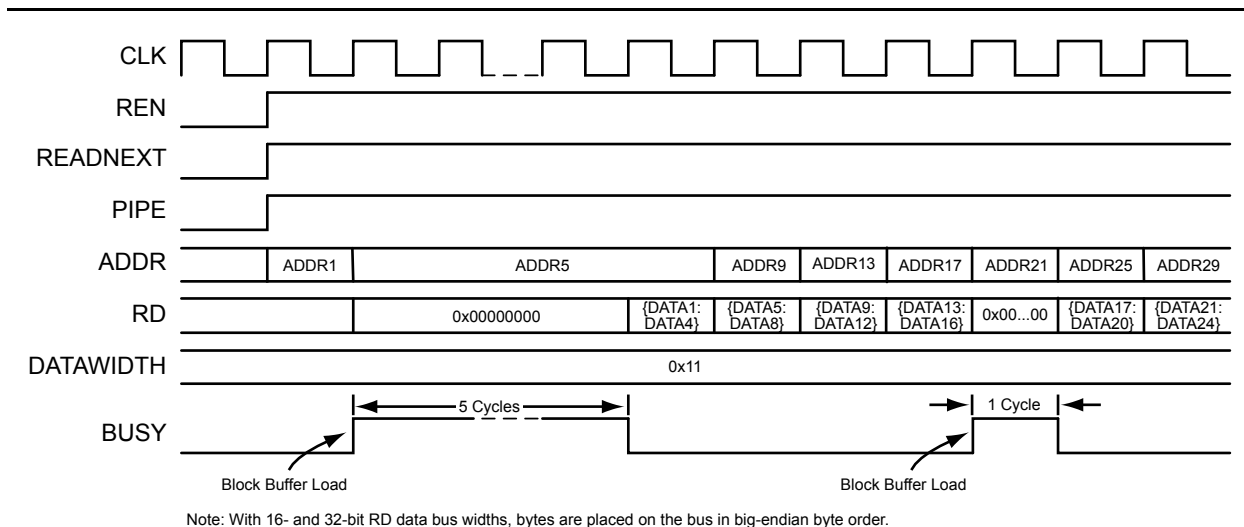 CLK
REN
READNEXT
PIPE
ADDR
ADDR1
ADDR5
ADDR9
ADDR13
ADDR17
ADDR21
ADDR25
ADDR29
RD
0x00000000
{DATA1:
DATA4}
{DATA5:
DATA8}
{DATA9:
DATA12}
{DATA13:
DATA16}
0x00...00
{DATA17:
DATA20}
{DATA21:
DATA24}
DATAWIDTH
0x11
BUSY
5 Cycles
1 Cycle
Block Buffer Load
Block Buffer Load
Note: With 16- and 32-bit RD data bus widths, bytes are placed on the bus in big-endian byte order.